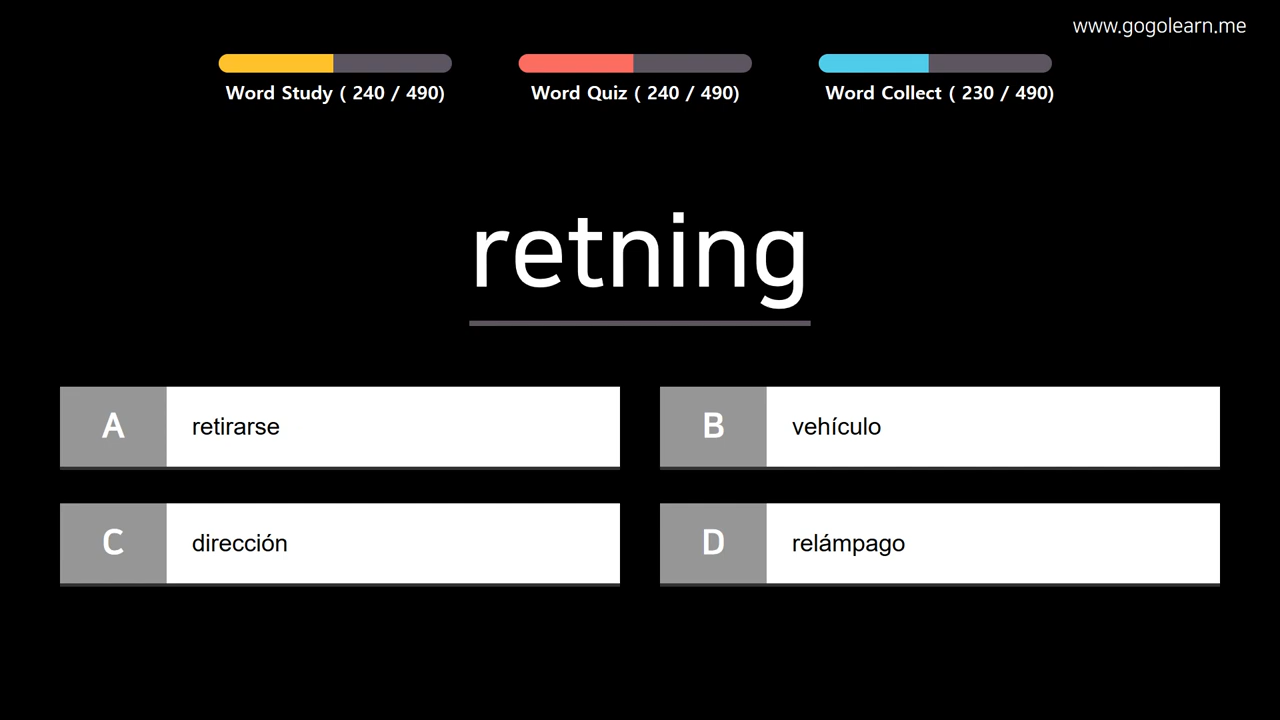 www.gogolearn.me
Word Study ( 240 / 490)
Word Quiz ( 240 / 490)
Word Collect ( 230 / 490)
retning
A retirarse
B vehículo
C dirección
D relámpago